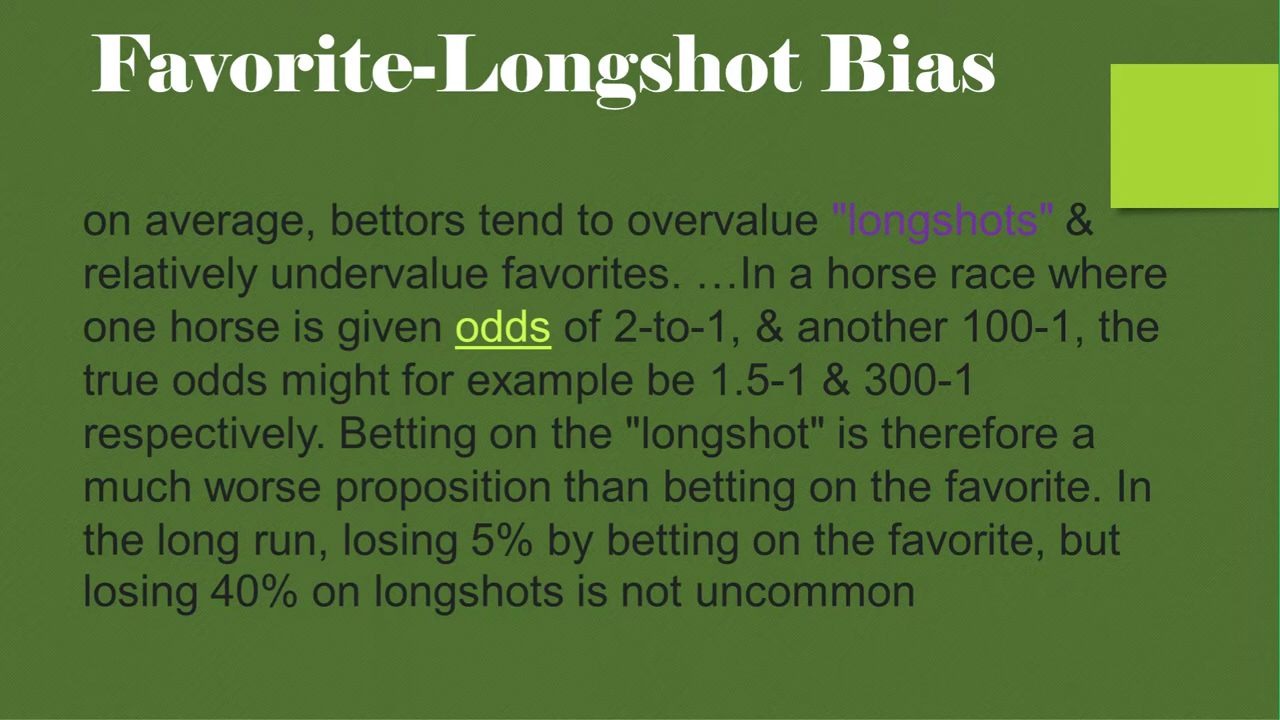 Favorite-Longshot Bias
on average, bettors tend to overvalue "longshots" &
relatively undervalue favorites. …In a horse race where
one horse is given odds of 2-to-1, & another 100-1, the
true odds might for example be 1.5-1 & 300-1
respectively. Betting on the "longshot" is therefore a
much worse proposition than betting on the favorite. In
the long run, losing 5% by betting on the favorite, but
losing 40% on longshots is not uncommon